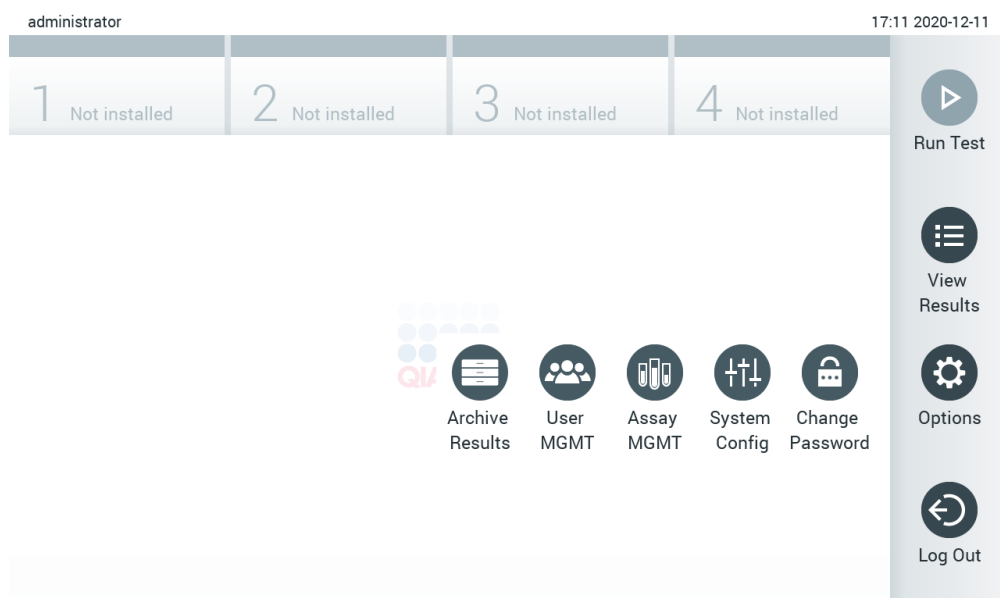 administrator
17:11 2020-12-11
1 Not installed
2 Not installed
3 Not installed
4 Not installed
Run Test
View
Results
Archive
Results
User
MGMT
Assay
MGMT
System
Config
Change
Password
Options
Log Out